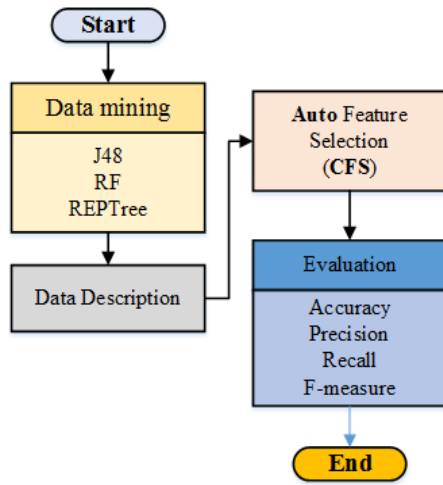 Start
Data mining
J48
RF
REPTree
Data Description
Auto Feature
Selection
(CFS)
Evaluation
Accuracy
Precision
Recall
F-measure
End